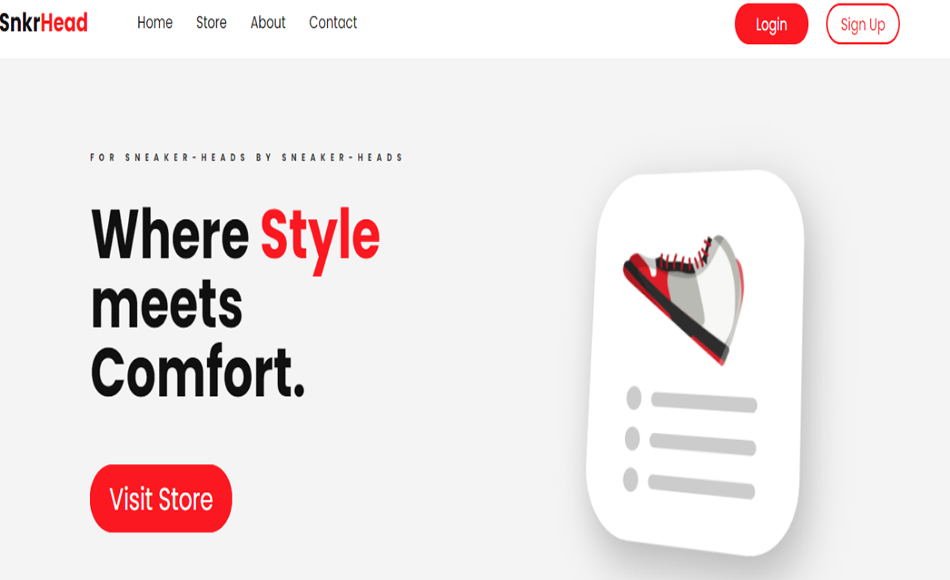 SnkrHead
Home Store About Contact
Login
Sign Up
FOR SNEAKER-HEADS BY SNEAKER-HEADS
Where Style
meets
Comfort.
Visit Store